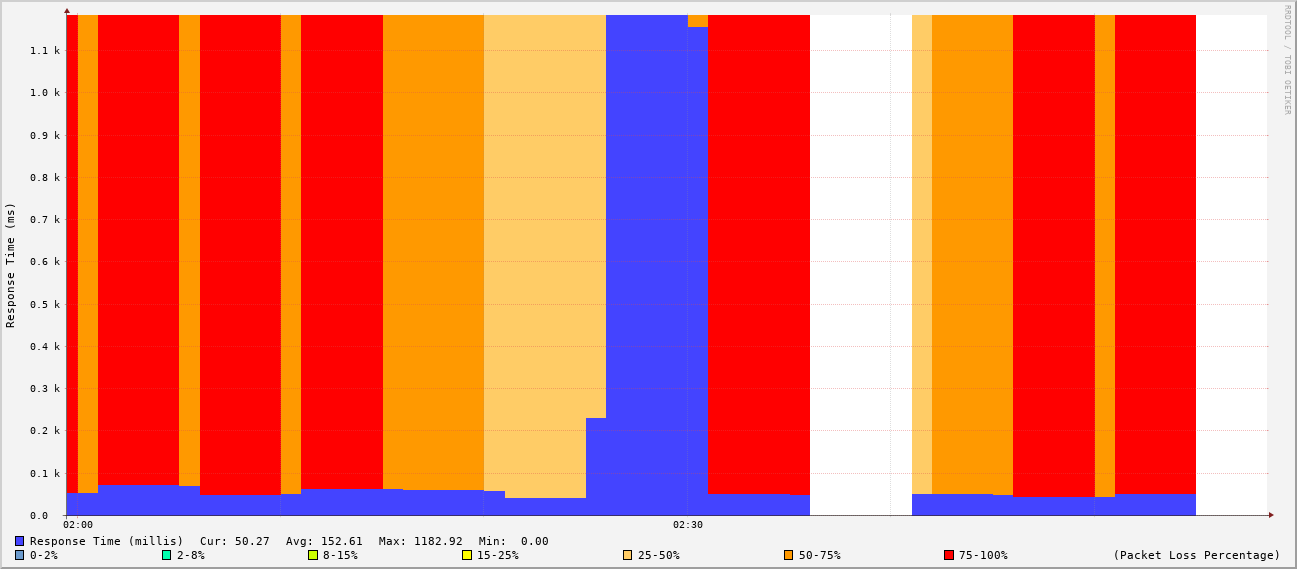 RRDTOOL / TOBI OETIKER
Response Time (ms)
1.1 k
1.0 k
0.9 k
0.8 k
0.7 k
0.6 k
0.5 k
0.4 k
0.3 k
0.2 k
0.1 k
0.0
02:00 02:30
Response Time (millis) Cur: 50.27 Avg: 152.61 Max: 1182.92 Min: 0.00
0-2% 2-8% 8-15% 15-25% 25-50% 50-75% 75-100% (Packet Loss Percentage)